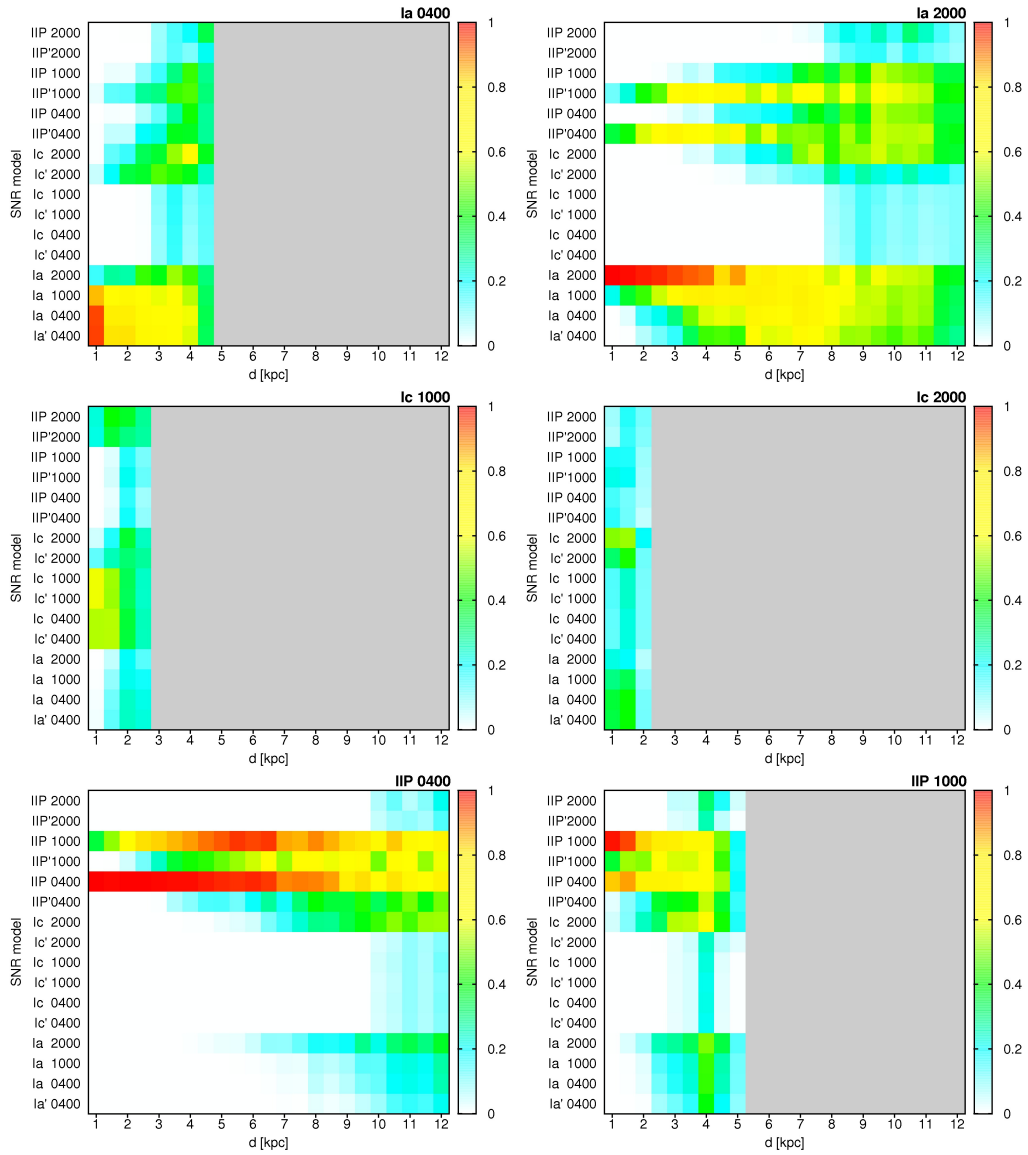 Ia 0400
IIP 2000
IIP'2000
IIP 1000
IIP'1000
IIP 0400
IIP'0400
Ic 2000
Ic' 2000
Ic 1000
Ic' 1000
Ic 0400
Ic' 0400
Ia 2000
Ia 1000
Ia 0400
Ia' 0400
SNR model
1 2 3 4 5 6 7 8 9 10 11 12
d [kpc]
1
0.8
0.6
0.4
0.2
0
Ia 2000
IIP 2000
IIP'2000
IIP 1000
IIP'1000
IIP 0400
IIP'0400
Ic 2000
Ic' 2000
Ic 1000
Ic' 1000
Ic 0400
Ic' 0400
Ia 2000
Ia 1000
Ia 0400
Ia' 0400
SNR model
1 2 3 4 5 6 7 8 9 10 11 12
d [kpc]
1
0.8
0.6
0.4
0.2
0
Ic 1000
IIP 2000
IIP'2000
IIP 1000
IIP'1000
IIP 0400
IIP'0400
Ic 2000
Ic' 2000
Ic 1000
Ic' 1000
Ic 0400
Ic' 0400
Ia 2000
Ia 1000
Ia 0400
Ia' 0400
SNR model
1 2 3 4 5 6 7 8 9 10 11 12
d [kpc]
1
0.8
0.6
0.4
0.2
0
Ic 2000
IIP 2000
IIP'2000
IIP 1000
IIP'1000
IIP 0400
IIP'0400
Ic 2000
Ic' 2000
Ic 1000
Ic' 1000
Ic 0400
Ic' 0400
Ia 2000
Ia 1000
Ia 0400
Ia' 0400
SNR model
1 2 3 4 5 6 7 8 9 10 11 12
d [kpc]
1
0.8
0.6
0.4
0.2
0
IIP 0400
IIP 2000
IIP'2000
IIP 1000
IIP'1000
IIP 0400
IIP'0400
Ic 2000
Ic' 2000
Ic 1000
Ic' 1000
Ic 0400
Ic' 0400
Ia 2000
Ia 1000
Ia 0400
Ia' 0400
SNR model
1 2 3 4 5 6 7 8 9 10 11 12
d [kpc]
1
0.8
0.6
0.4
0.2
0
IIP 1000
IIP 2000
IIP'2000
IIP 1000
IIP'1000
IIP 0400
IIP'0400
Ic 2000
Ic' 2000
Ic 1000
Ic' 1000
Ic 0400
Ic' 0400
Ia 2000
Ia 1000
Ia 0400
Ia' 0400
SNR model
1 2 3 4 5 6 7 8 9 10 11 12
d [kpc]
1
0.8
0.6
0.4
0.2
0